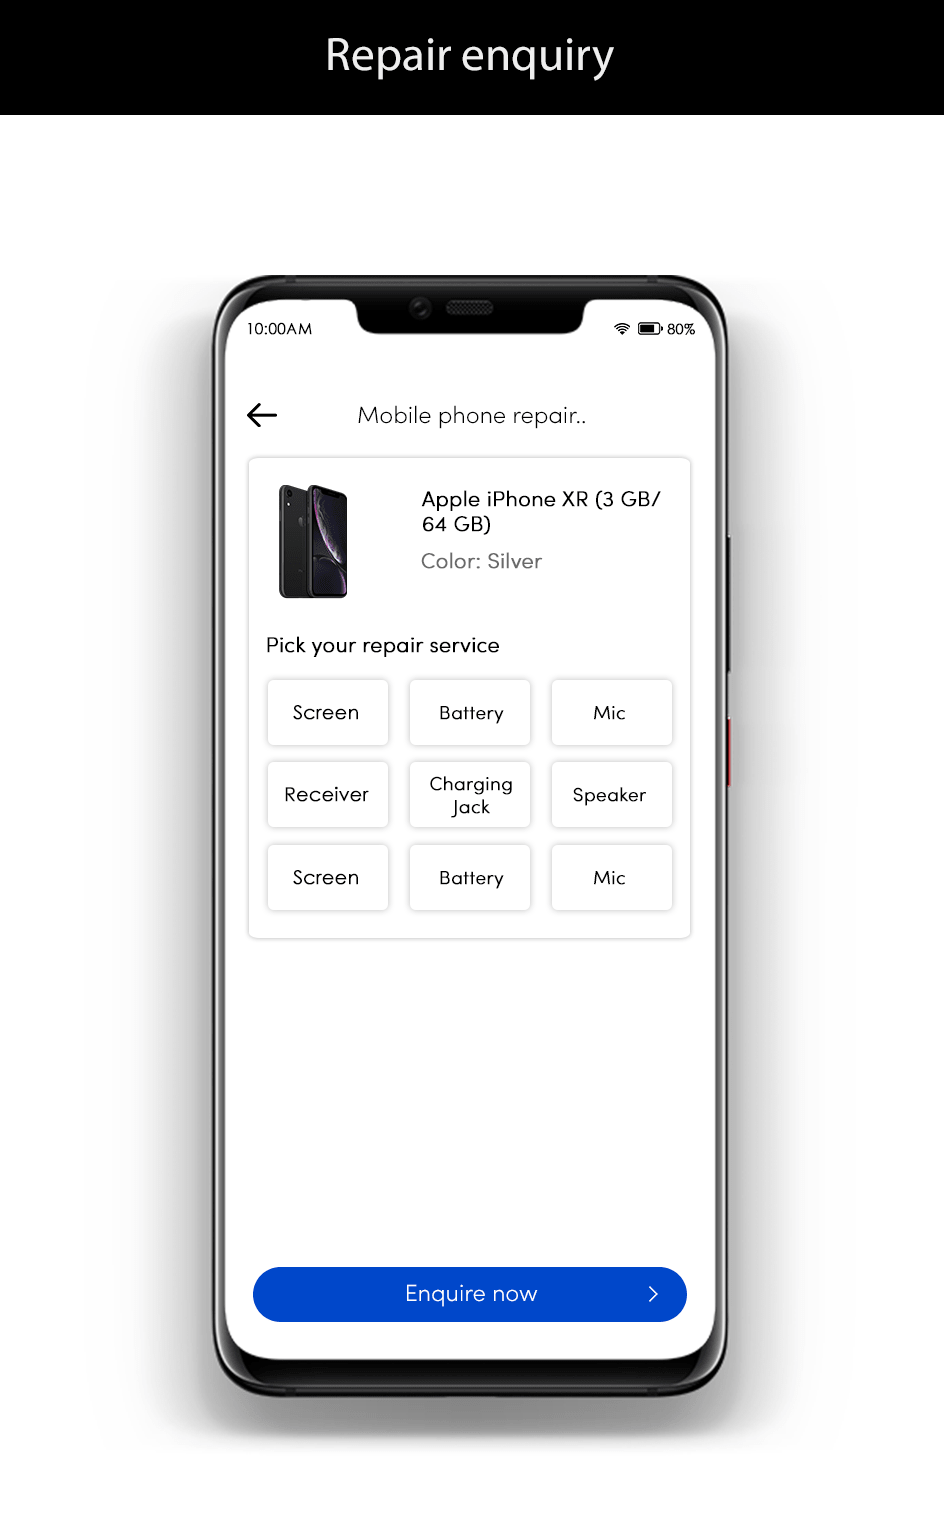 Repair enquiry
10:00AM
80%
Mobile phone repair..
Apple iPhone XR (3 GB/
64 GB)
Color: Silver
Pick your repair service
Screen
Battery
Mic
Receiver
Charging
Jack
Speaker
Screen
Battery
Mic
Enquire now